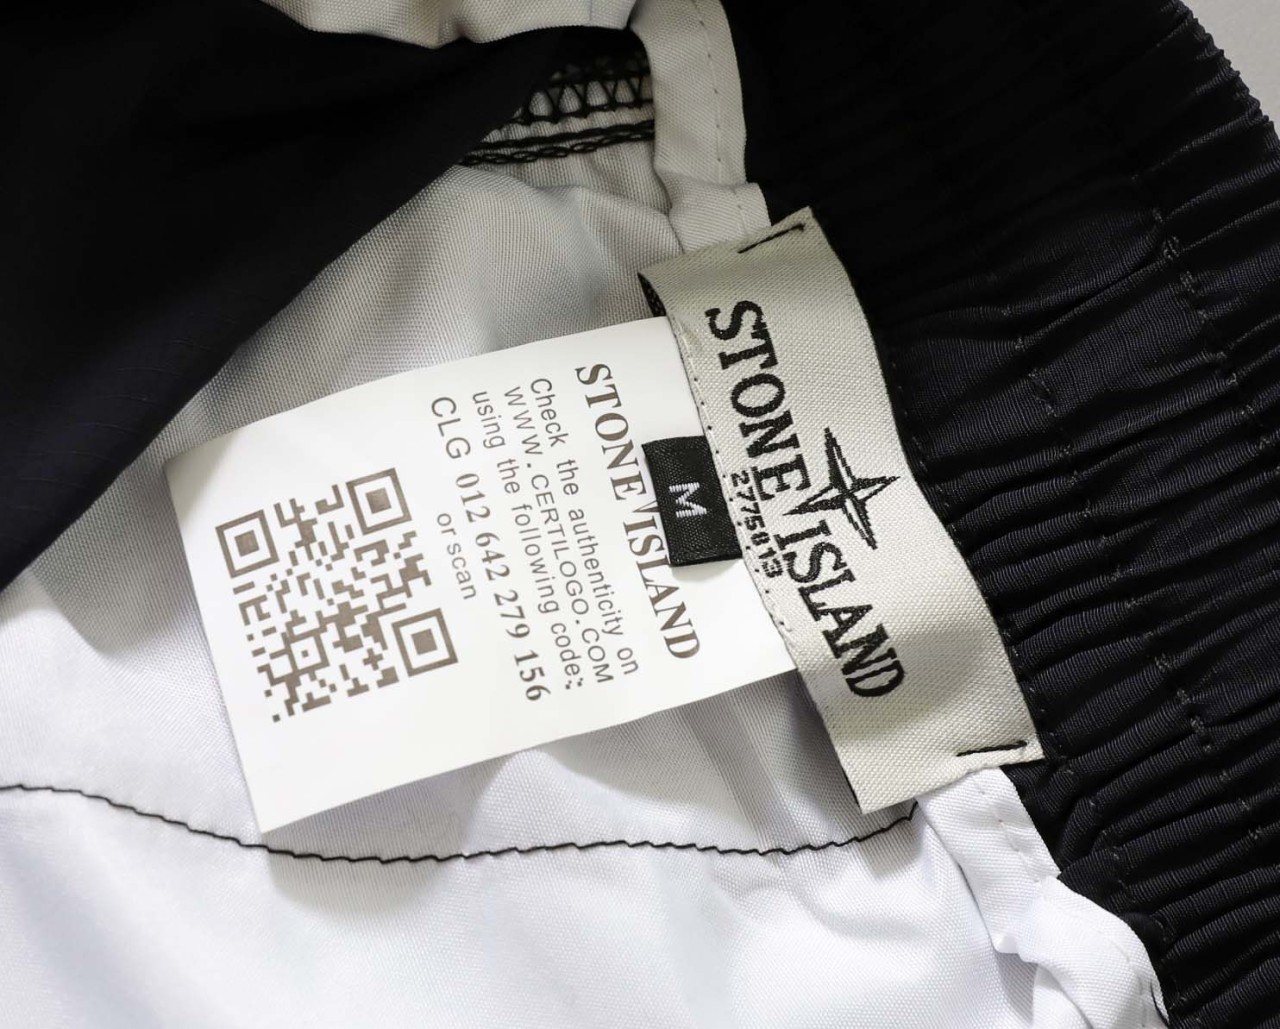 STONE ISLAND
2775813
M
STONE ISLAND
Check the authenticity on
WWW.CERTILOGO.COM
using the following code:
CLG 012 642 279 156
or scan